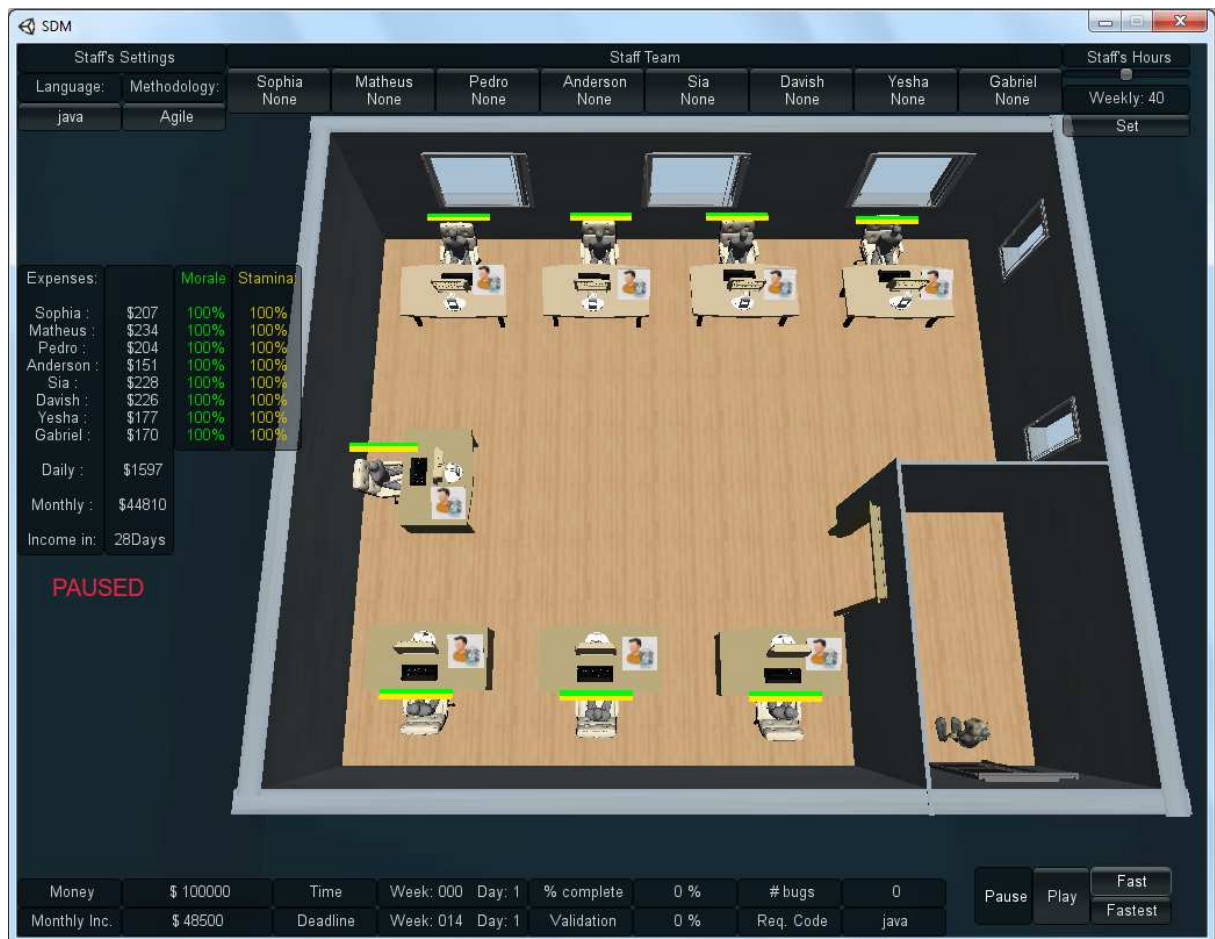 SDM
Staff's Settings
Staff Team
Staff's Hours
Language: Methodology:
java Agile
Sophia None
Matheus None
Pedro None
Anderson None
Sia None
Davish None
Yesha None
Gabriel None
Weekly: 40
Set
Expenses: Morale Stamina:
Sophia : $207 100% 100%
Matheus : $234 100% 100%
Pedro : $204 100% 100%
Anderson : $151 100% 100%
Sia : $228 100% 100%
Davish : $226 100% 100%
Yesha : $177 100% 100%
Gabriel : $170 100% 100%
Daily : $1597
Monthly : $44810
Income in: 28Days
PAUSED
Money $ 100000 Time Week: 000 Day: 1 % complete 0 % # bugs 0
Monthly Inc. $ 48500 Deadline Week: 014 Day: 1 Validation 0 % Req. Code java
Pause Play Fast
Fastest